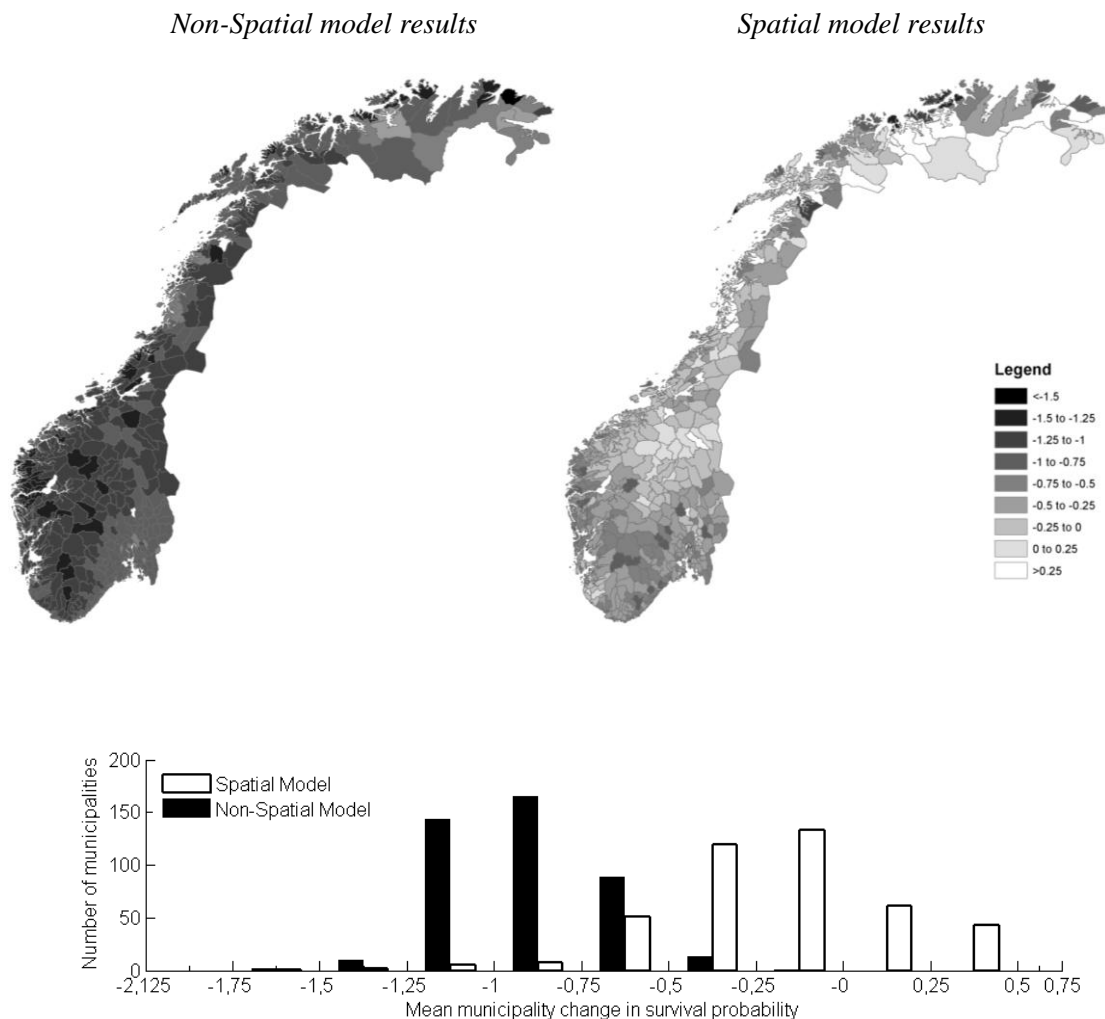 Non-Spatial model results
Spatial model results
Legend
<-1.5
-1.5 to -1.25
-1.25 to -1
-1 to -0.75
-0.75 to -0.5
-0.5 to -0.25
-0.25 to 0
0 to 0.25
>0.25
Number of municipalities
200
150
100
50
0
Spatial Model
Non-Spatial Model
-2,125 -1,75 -1,5 -1,25 -1 -0,75 -0,5 -0,25 -0 0,25 0,5 0,75
Mean municipality change in survival probability